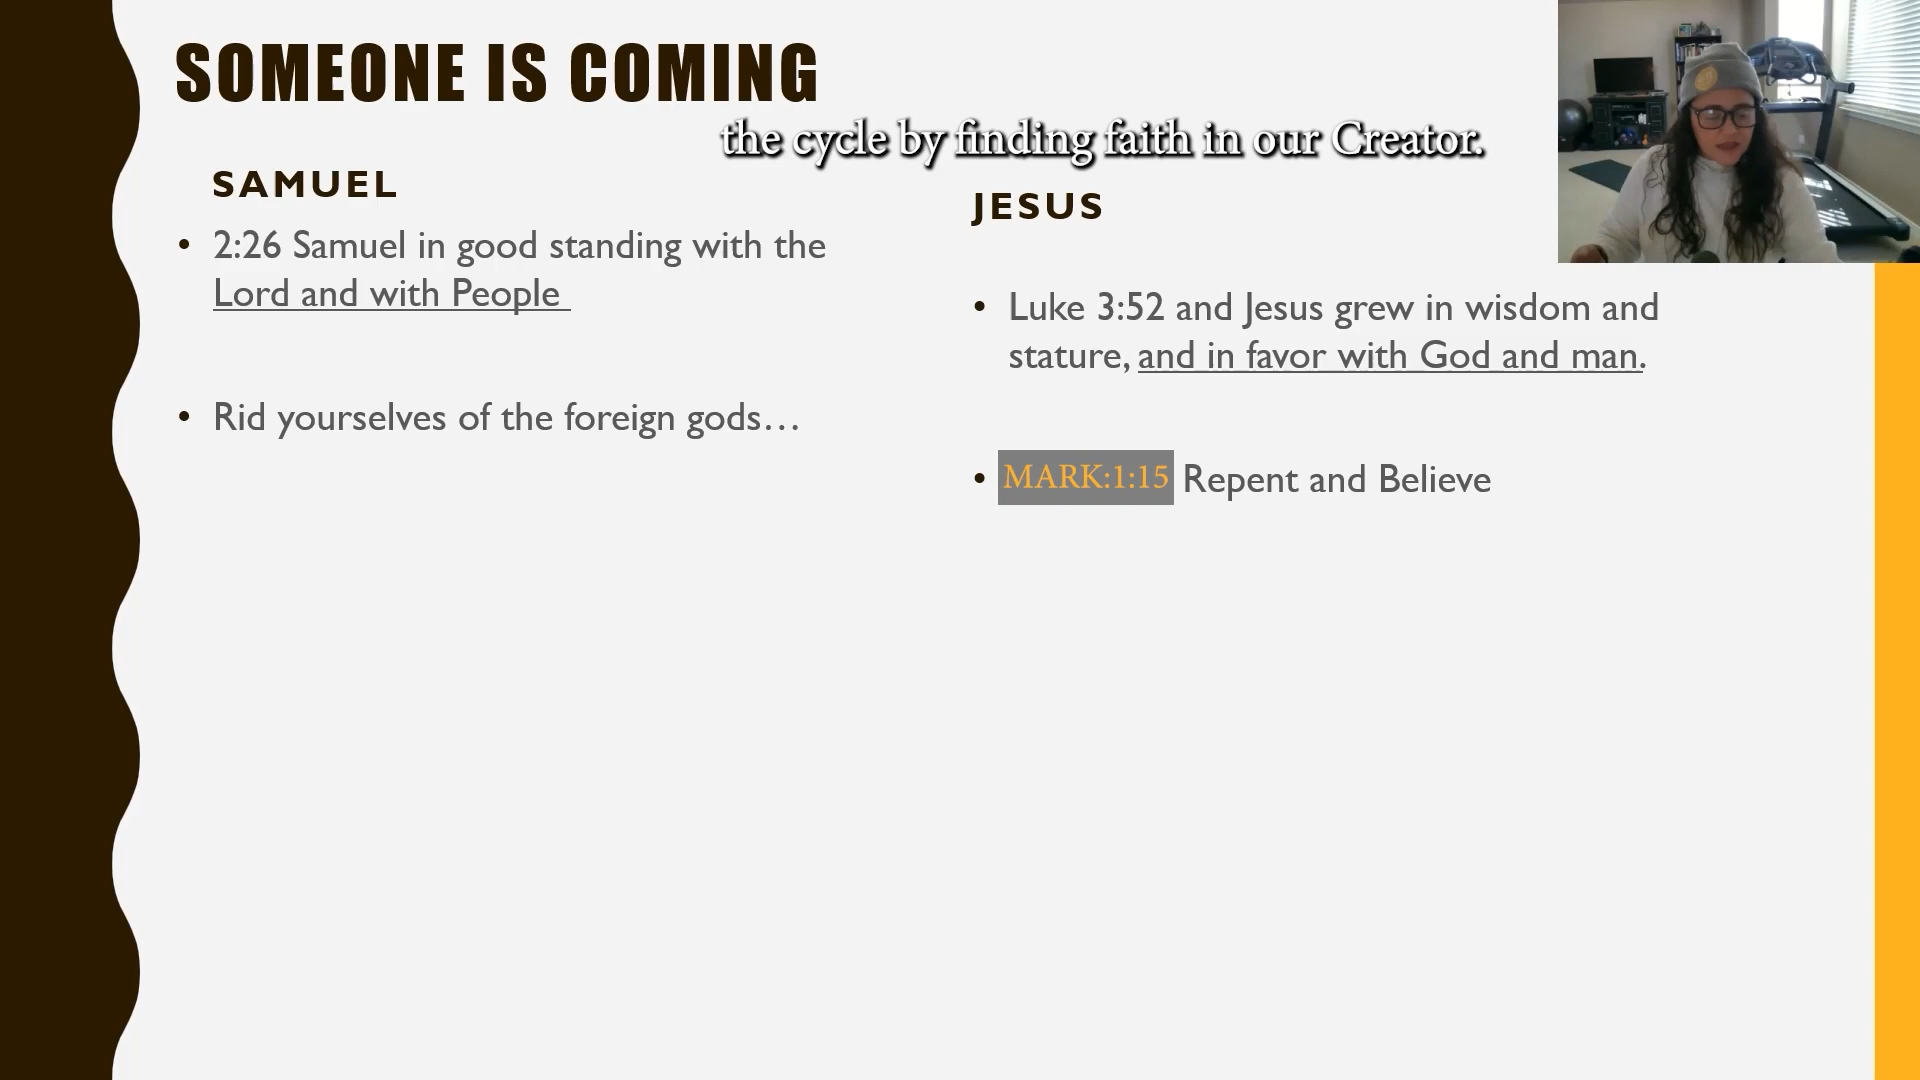 SOMEONE IS COMING
the cycle by finding faith in our Creator.
SAMUEL
• 2:26 Samuel in good standing with the
Lord and with People
• Rid yourselves of the foreign gods…
JESUS
• Luke 3:52 and Jesus grew in wisdom and
stature, and in favor with God and man.
• MARK:1:15 Repent and Believe